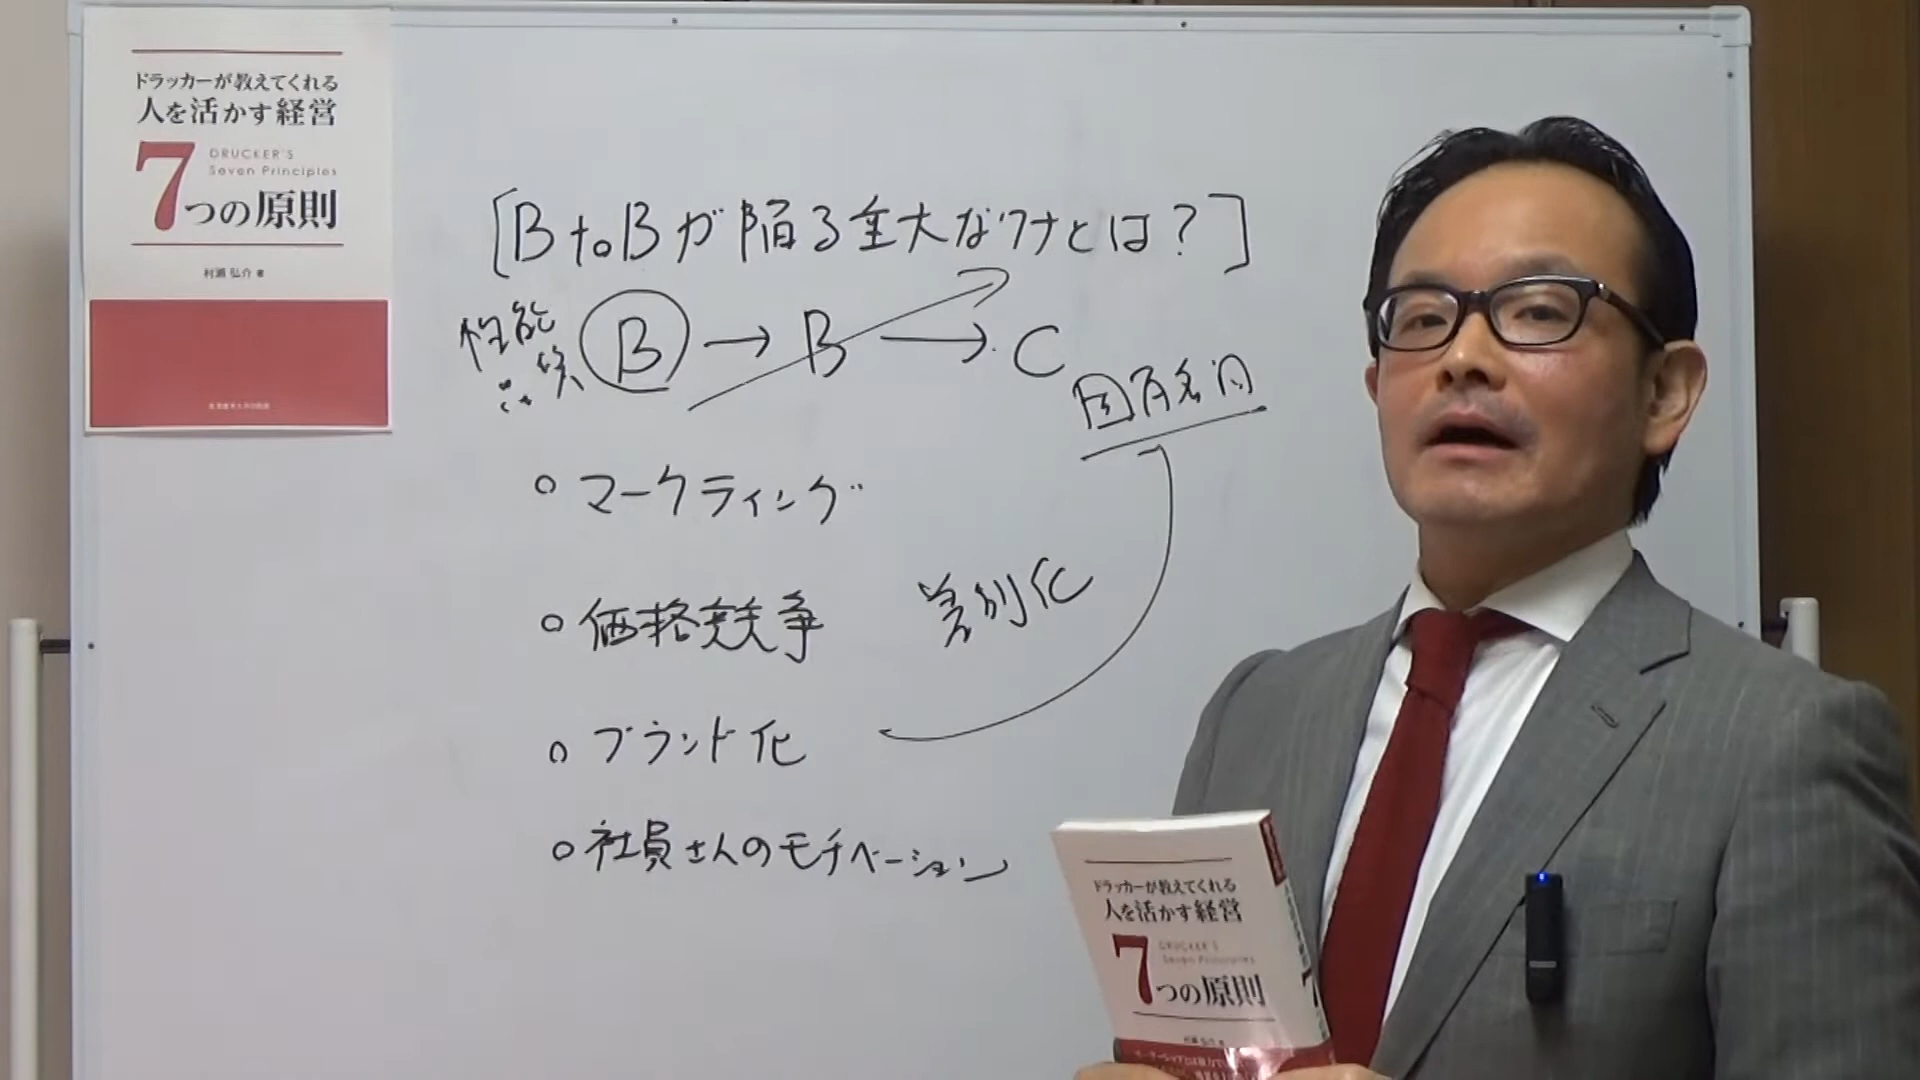 ドラッカーが教えてくれる
人を活かす経営
7つの原則
DRUCKER'S
Seven Principles
村瀬 弘介 著
[BtoBが陥る重大なワナとは?]
性能
B → B → C
固有名詞
○ マーケティング
○ 価格競争
差別化
○ ブランド化
○ 社員さんのモチベーション
ドラッカーが教えてくれる
人を活かす経営
7つの原則
DRUCKER'S
Seven Principles